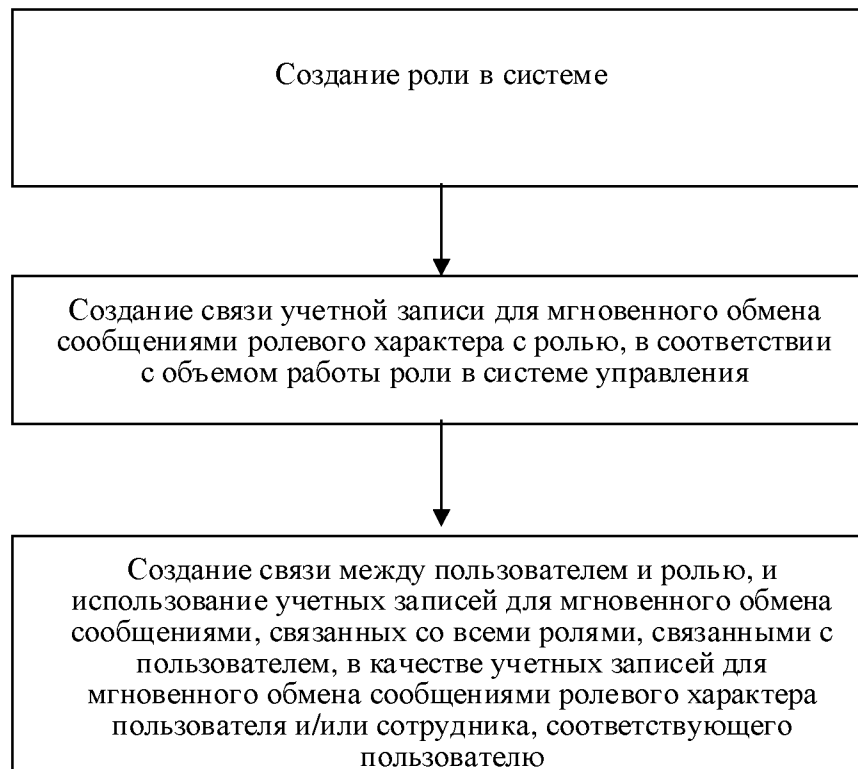 Создание роли в системе
Создание связи учетной записи для мгновенного обмена
сообщениями ролевого характера с ролью, в соответствии
с объемом работы роли в системе управления
Создание связи между пользователем и ролью, и
использование учетных записей для мгновенного обмена
сообщениями, связанных со всеми ролями, связанными с
пользователем, в качестве учетных записей для
мгновенного обмена сообщениями ролевого характера
пользователя и/или сотрудника, соответствующего
пользователю